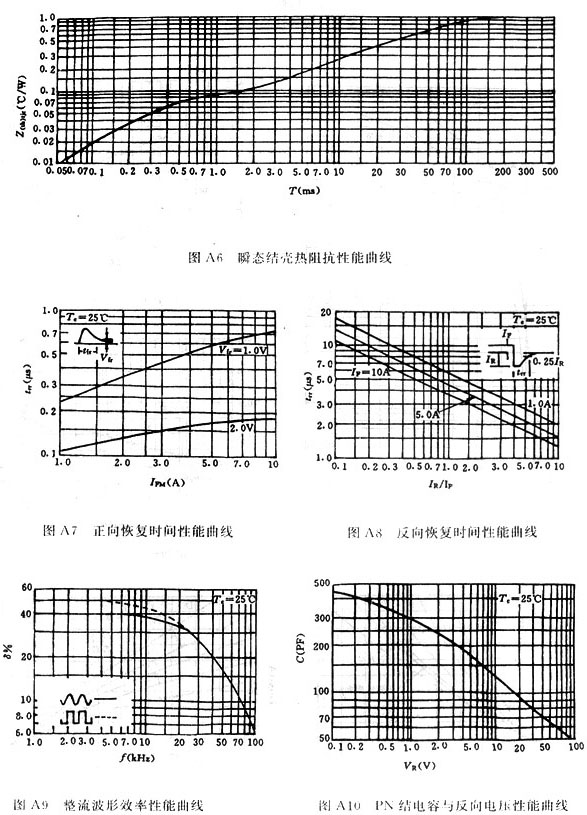 1.0
0.7
0.5
0.3
0.2
0.1
0.07
0.05
0.03
0.02
0.01
Z(th)jc(℃/W)
0.050.070.1 0.2 0.3 0.5 0.7 1.0 2.0 3.0 5.0 7.0 10 20 30 50 70 100 200 300 500
T(ms)
图 A6 瞬态结壳热阻抗性能曲线
1.0
0.7
0.5
0.3
0.2
0.1
tfr(μs)
Tc=25℃
Vfr
tfr
Vfr=1.0V
2.0V
1.0 2.0 3.0 5.0 7.0 10
IFM(A)
图 A7 正向恢复时间性能曲线
20
10
7.0
5.0
3.0
2.0
1.0
trr(μs)
Tc=25℃
IF
IR
0.25IR
trr
IF=10A
5.0A
1.0A
0.1 0.2 0.3 0.5 0.7 1.0 2.0 3.0 5.0 7.0 10
IR/IF
图 A8 反向恢复时间性能曲线
60
40
20
10
8.0
6.0
δ%
Tc=25℃
1.0 2.0 3.0 5.0 7.0 10 20 30 50 70 100
f(kHz)
图 A9 整流波形效率性能曲线
500
300
200
100
70
50
C(PF)
Tc=25℃
0.1 0.2 0.5 1.0 2.0 5.0 10 20 50 100
VR(V)
图 A10 PN 结电容与反向电压性能曲线